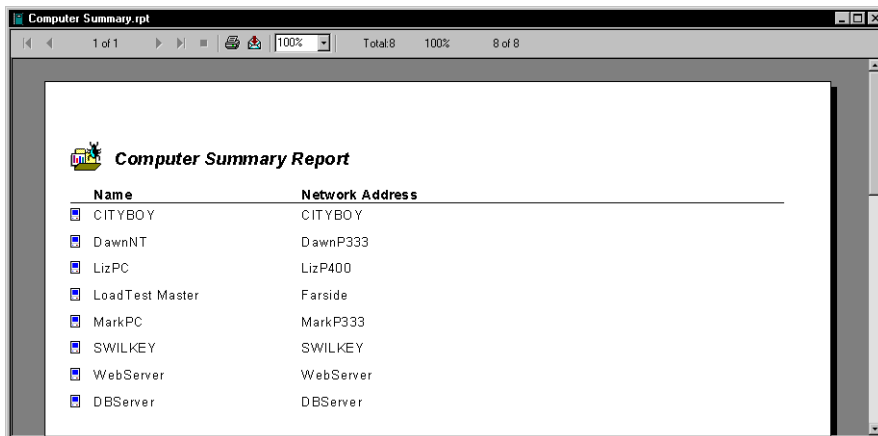 Computer Summary.rpt
1 of 1 100% Total:8 100% 8 of 8
Computer Summary Report
Name Network Address
CITYBOY CITYBOY
DawnNT DawnP333
LizPC LizP400
LoadTest Master Farside
MarkPC MarkP333
SWILKEY SWILKEY
WebServer WebServer
DBServer DBServer